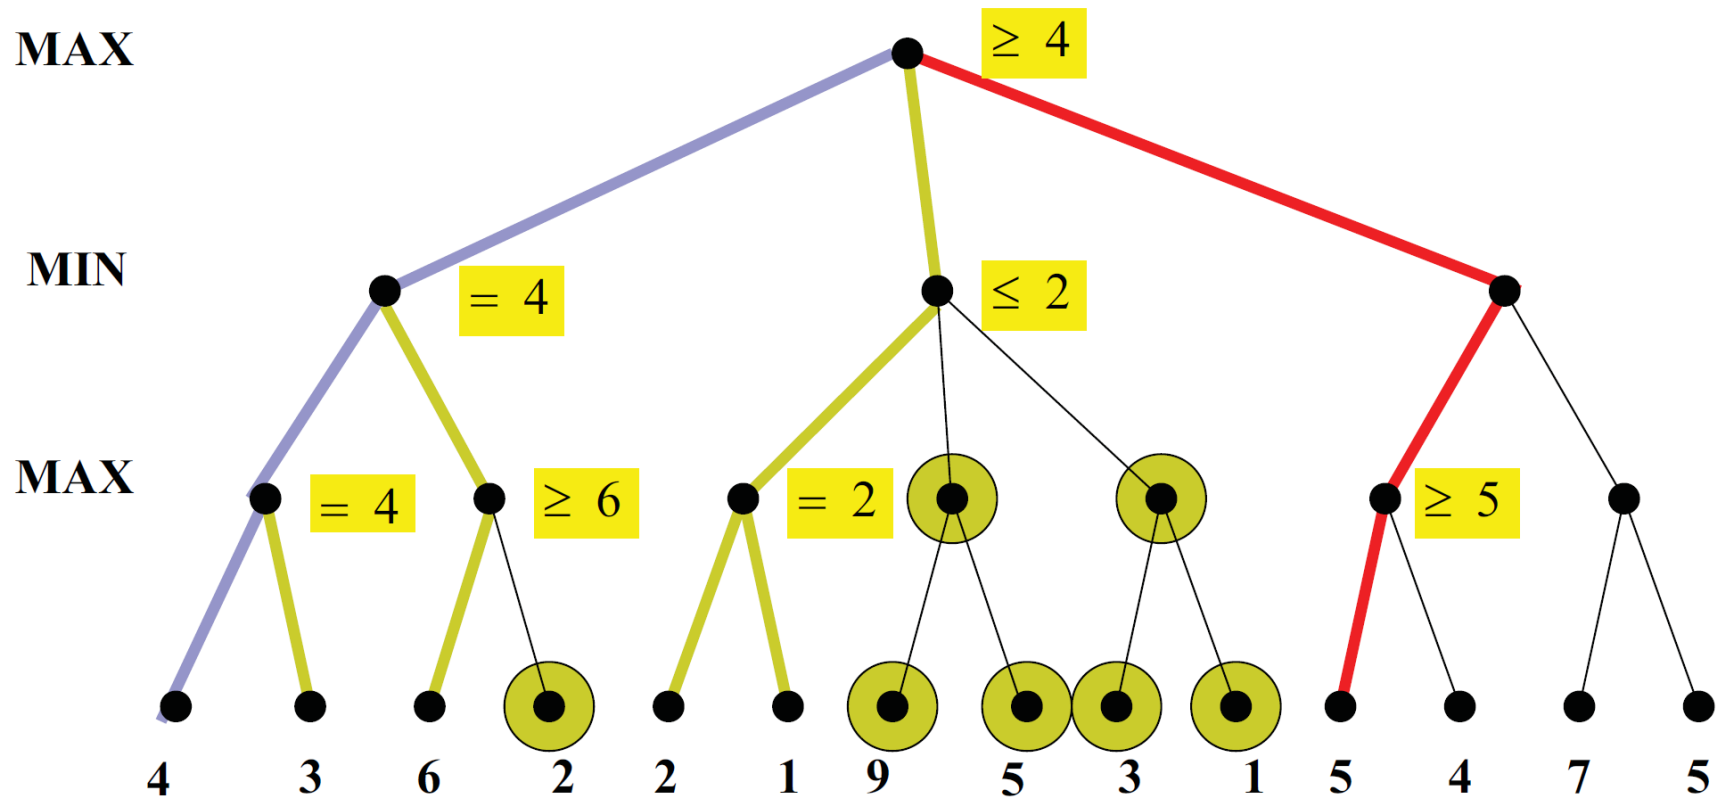 MAX ≥ 4
MIN = 4 ≤ 2
MAX = 4 ≥ 6 = 2 ≥ 5
4 3 6 2 2 1 9 5 3 1 5 4 7 5